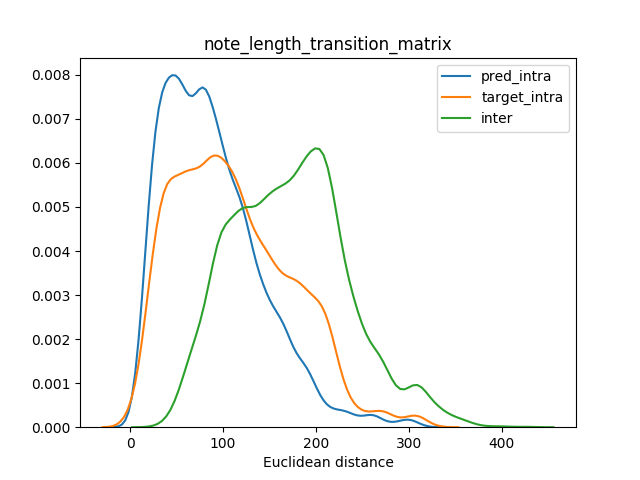 note_length_transition_matrix
pred_intra
target_intra
inter
0.008
0.007
0.006
0.005
0.004
0.003
0.002
0.001
0.000
0 100 200 300 400
Euclidean distance